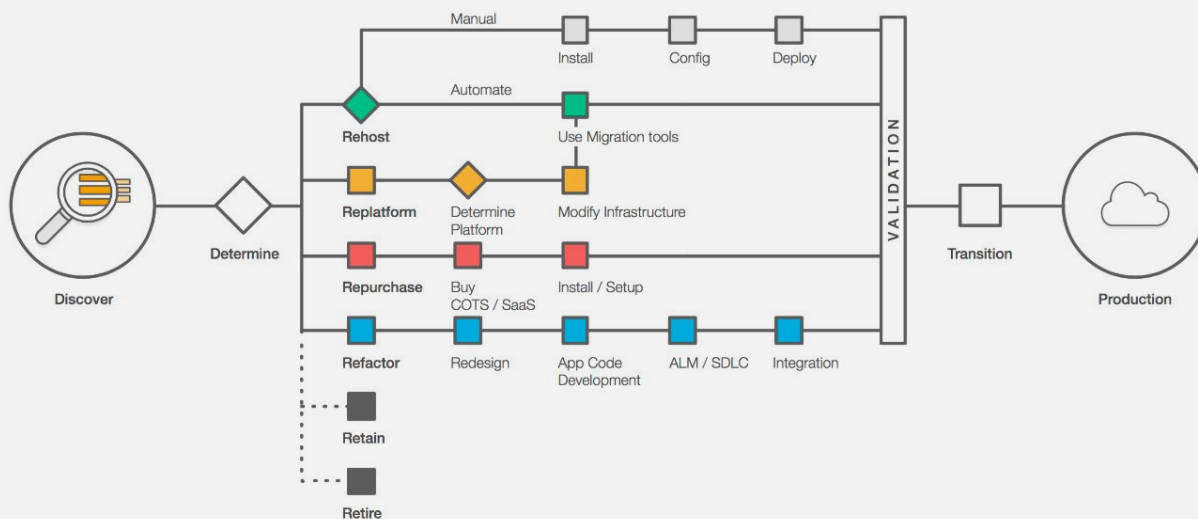 Manual
Install
Config
Deploy
Automate
Rehost
Use Migration tools
Replatform
Determine
Platform
Modify Infrastructure
Discover
Determine
Repurchase
Buy
COTS / SaaS
Install / Setup
Refactor
Redesign
App Code
Development
ALM / SDLC
Integration
Retain
Retire
VALIDATION
Transition
Production